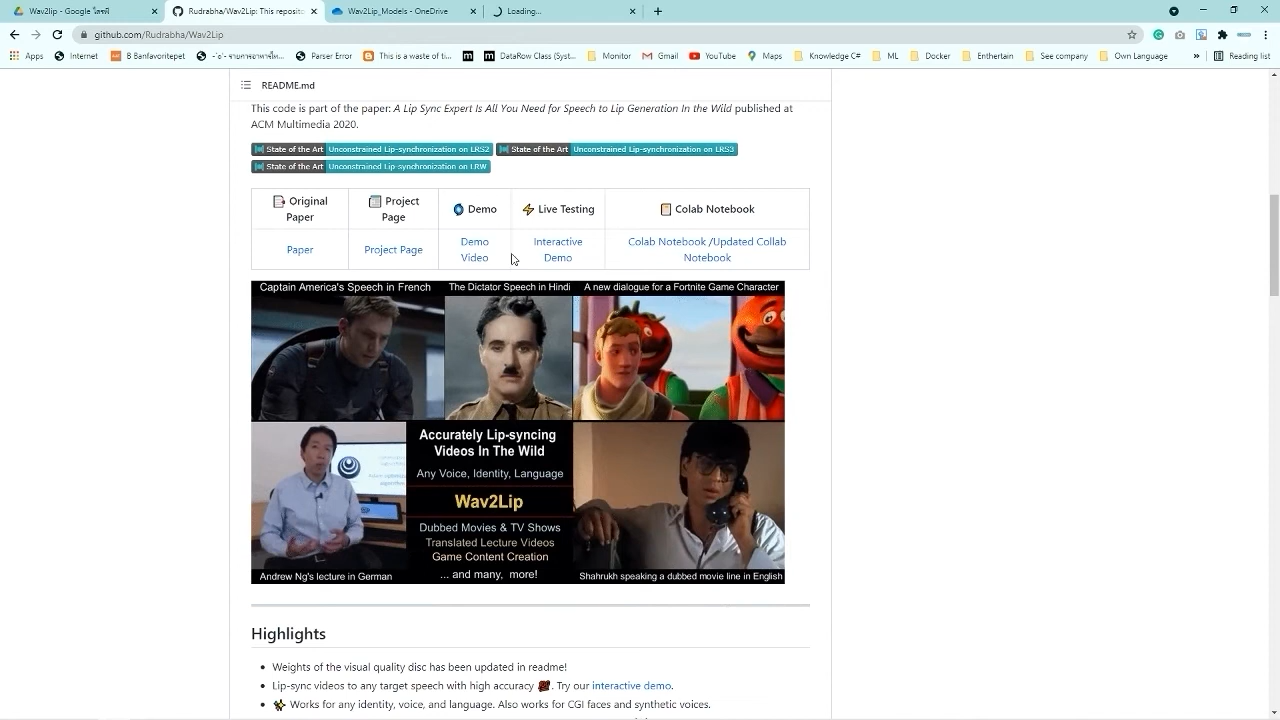 Wav2lip - Google ไดรฟ์
Rudrabha/Wav2Lip: This reposito
Wav2Lip_Models - OneDrive
Loading...
github.com/Rudrabha/Wav2Lip
Apps
Internet
B Banfavoritepet
Parser Error
This is a waste of ti...
DataRow Class (Syst...
Monitor
Gmail
YouTube
Maps
Knowledge C#
ML
Docker
Enthertain
See company
Own Language
»
Reading list
README.md
This code is part of the paper: A Lip Sync Expert Is All You Need for Speech to Lip Generation In the Wild published at
ACM Multimedia 2020.
State of the Art Unconstrained Lip-synchronization on LRS2
State of the Art Unconstrained Lip-synchronization on LRS3
State of the Art Unconstrained Lip-synchronization on LRW
Original
Paper
Project
Page
Demo
Live Testing
Colab Notebook
Paper
Project Page
Demo
Video
Interactive
Demo
Colab Notebook /Updated Collab
Notebook
Captain America's Speech in French
The Dictator Speech in Hindi
A new dialogue for a Fortnite Game Character
Accurately Lip-syncing
Videos In The Wild
Any Voice, Identity, Language
Wav2Lip
Dubbed Movies & TV Shows
Translated Lecture Videos
Game Content Creation
... and many, more!
Andrew Ng's lecture in German
Shahrukh speaking a dubbed movie line in English
Highlights
Weights of the visual quality disc has been updated in readme!
Lip-sync videos to any target speech with high accuracy 💯. Try our interactive demo.
✨ Works for any identity, voice, and language. Also works for CGI faces and synthetic voices.